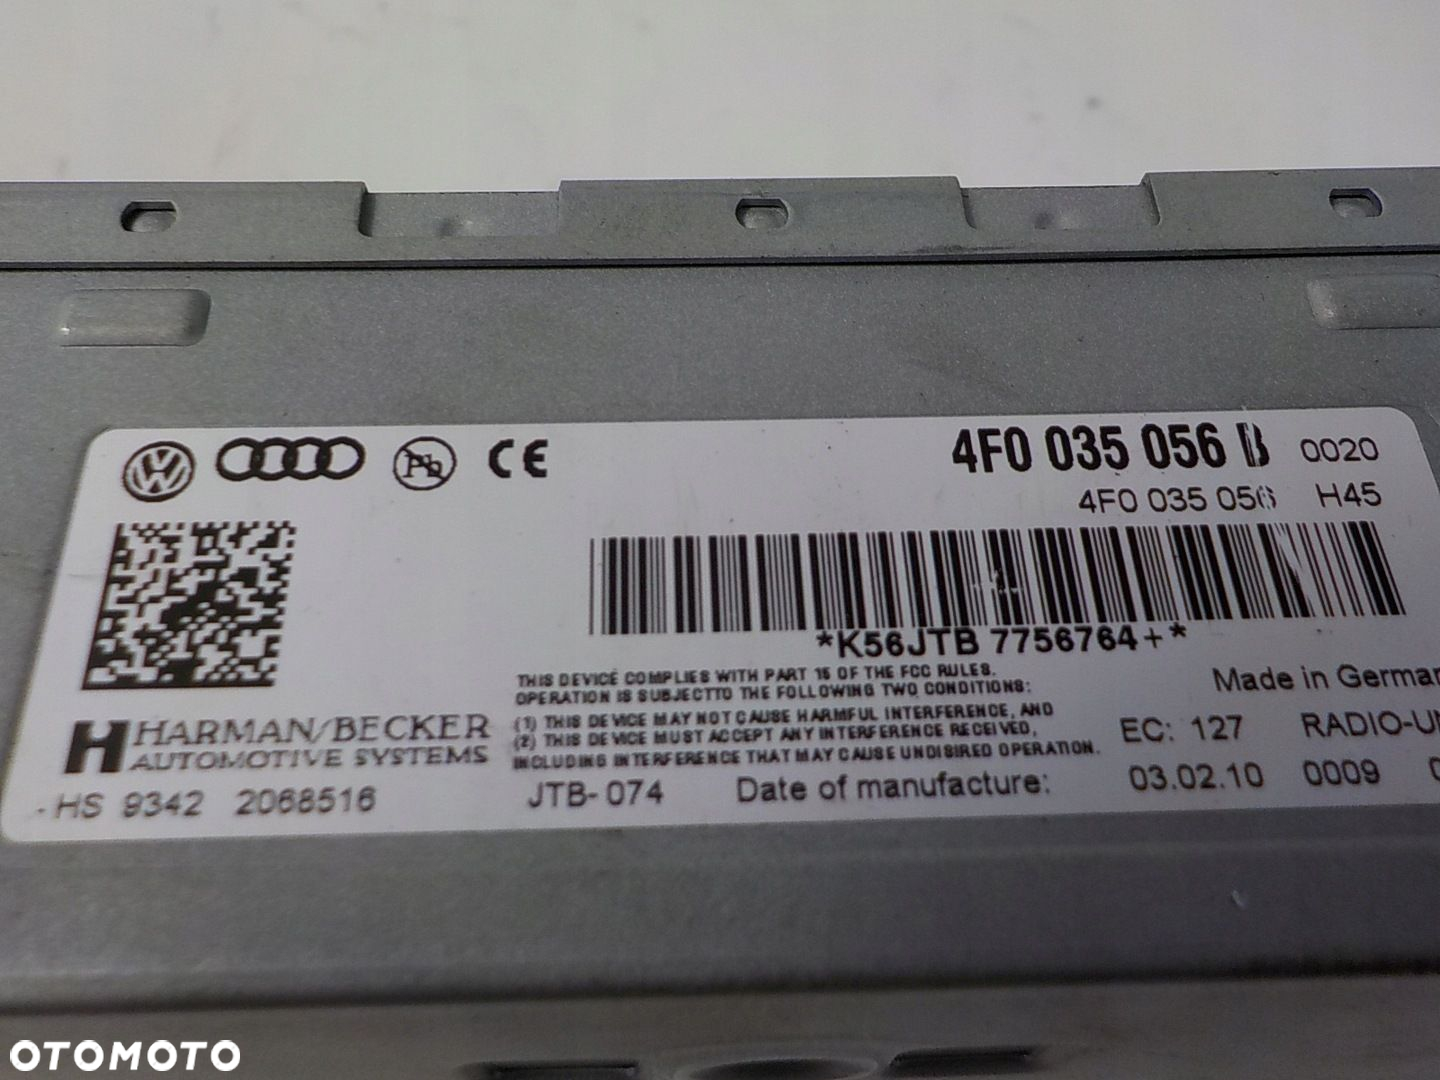 4F0 035 056 B 0020
4F0 035 056 H45
*K56JTB 7756764+*
THIS DEVICE COMPLIES WITH PART 15 OF THE FCC RULES.
OPERATION IS SUBJECTTO THE FOLLOWING TWO CONDITIONS:
(1) THIS DEVICE MAY NOT CAUSE HARMFUL INTERFERENCE, AND
(2) THIS DEVICE MUST ACCEPT ANY INTERFERENCE RECEIVED,
INCLUDING INTERFERENCE THAT MAY CAUSE UNDISIRED OPERATION.
Made in German
HARMAN/BECKER
AUTOMOTIVE SYSTEMS
EC: 127 RADIO-UN
-HS 9342 2068516 JTB-074 Date of manufacture: 03.02.10 0009
OTOMOTO